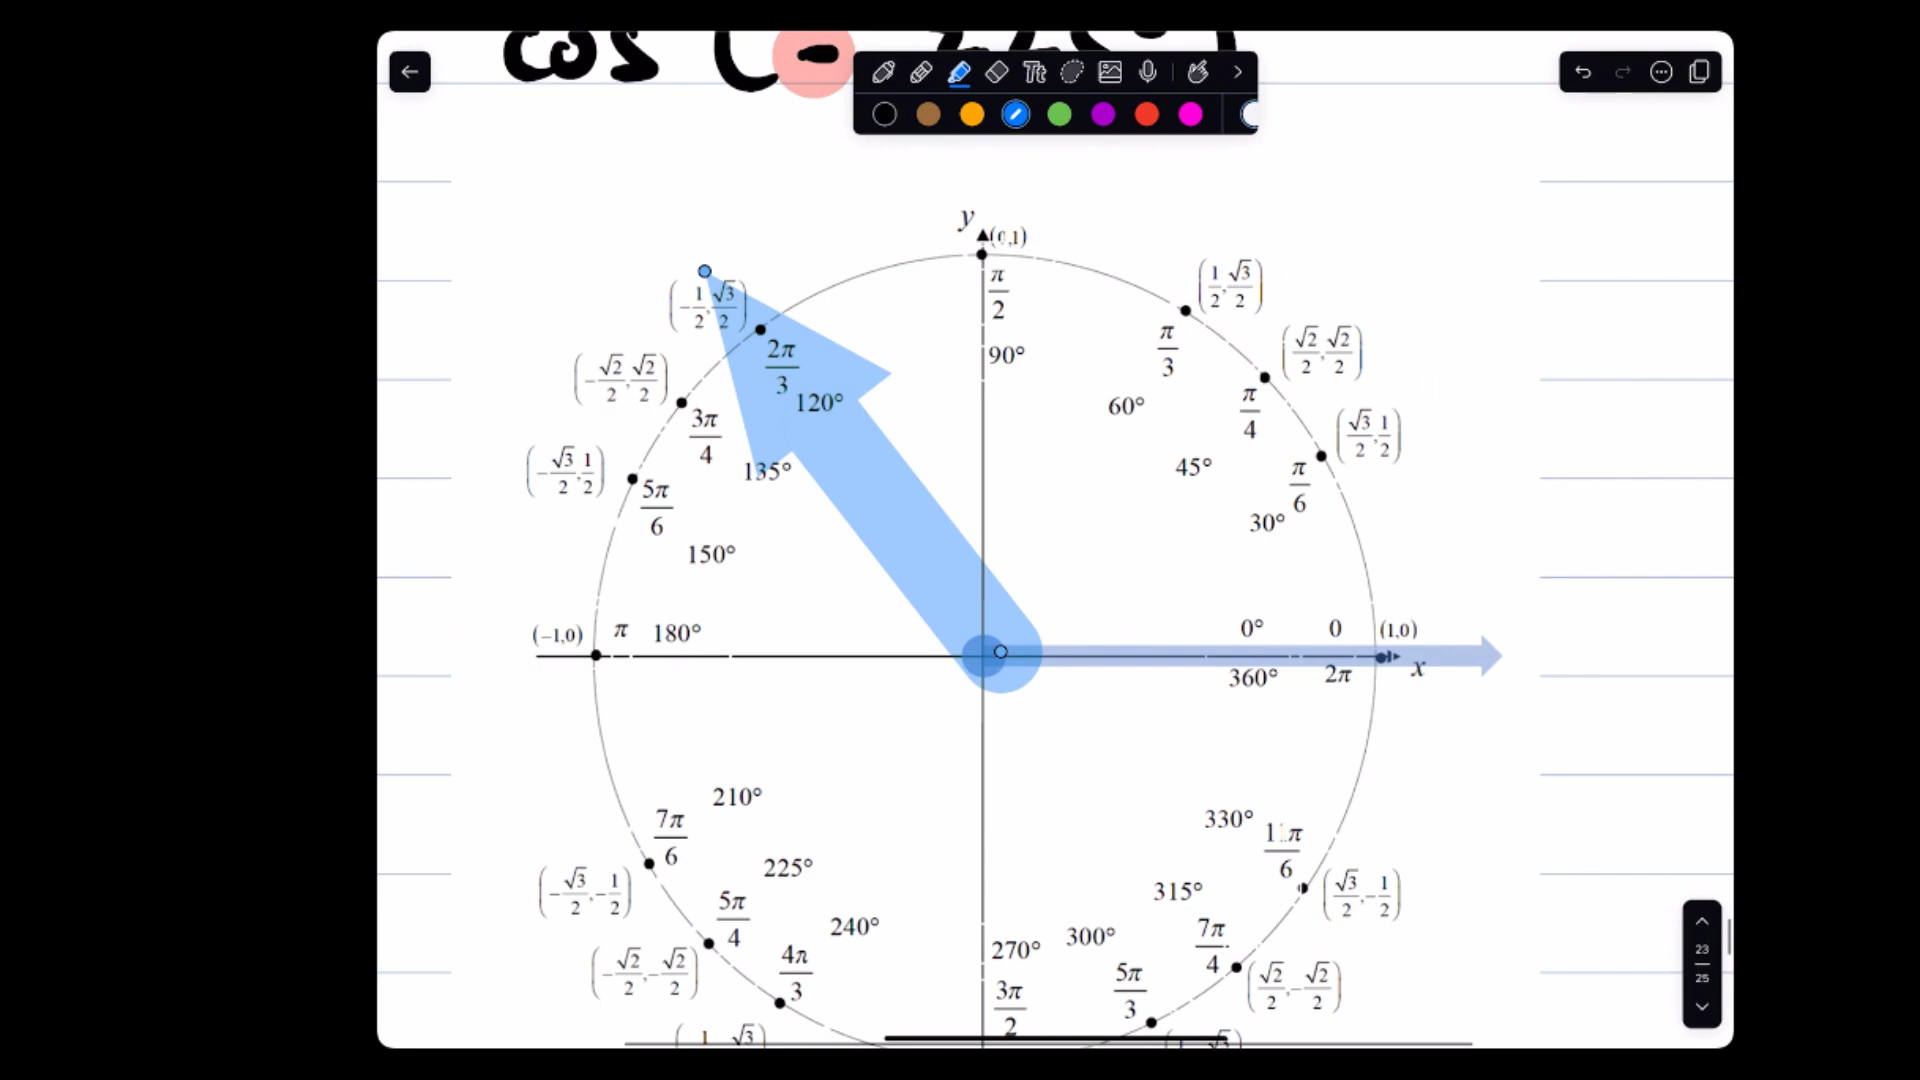 cos (-
Tt
y
(0,1)
π/2
90°
(1/2, √3/2)
π/3
60°
(√2/2, √2/2)
π/4
45°
(√3/2, 1/2)
π/6
30°
(-1/2, √3/2)
2π/3
120°
(-√2/2, √2/2)
3π/4
135°
(-√3/2, 1/2)
5π/6
150°
(-1,0) π 180°
0° 0 (1,0)
360° 2π x
210°
7π/6
(-√3/2, -1/2)
225°
5π/4
(-√2/2, -√2/2)
240°
4π/3
270°
3π/2
300°
5π/3
315°
7π/4
(√2/2, -√2/2)
330°
11π/6
(√3/2, -1/2)
23
25